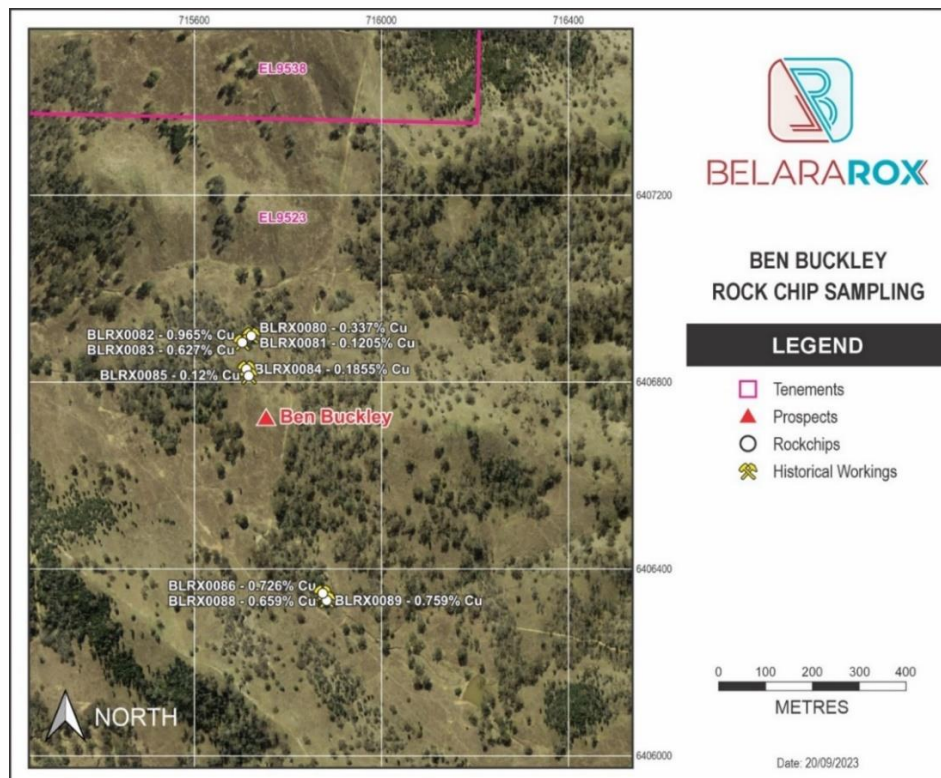 715600
716000
716400
EL9538
EL9523
6407200
BLRX0082 - 0.965% Cu
BLRX0080 - 0.337% Cu
BLRX0083 - 0.627% Cu
BLRX0081 - 0.1205% Cu
BLRX0085 - 0.12% Cu
BLRX0084 - 0.1855% Cu
6406800
Ben Buckley
6406400
BLRX0086 - 0.726% Cu
BLRX0088 - 0.659% Cu
BLRX0089 - 0.759% Cu
NORTH
6406000
BELARAROX
BEN BUCKLEY
ROCK CHIP SAMPLING
LEGEND
Tenements
Prospects
Rockchips
Historical Workings
0 100 200 300 400
METRES
Date: 20/09/2023